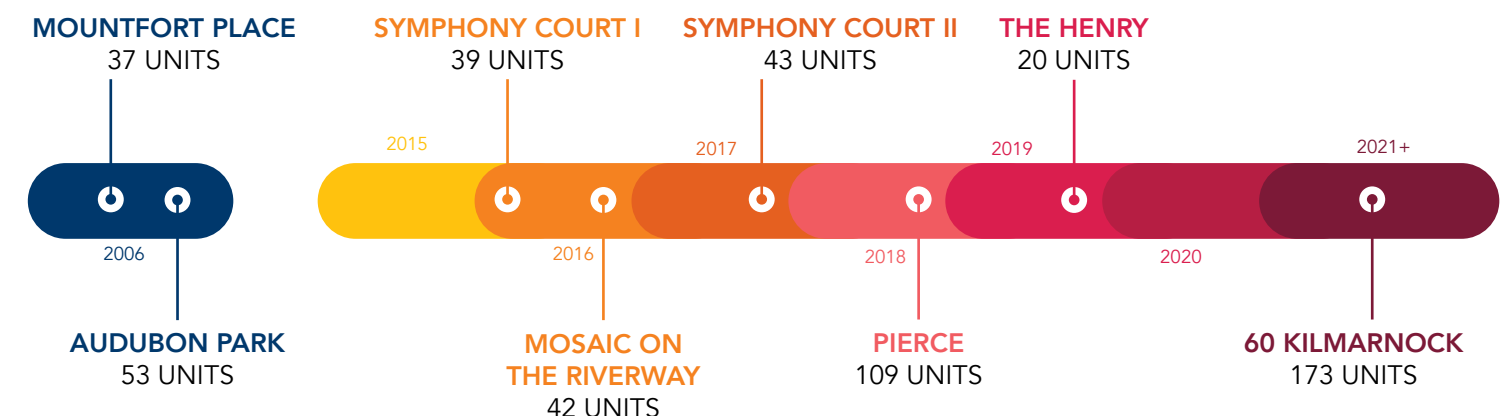 MOUNTFORT PLACE
37 UNITS
SYMPHONY COURT I
39 UNITS
SYMPHONY COURT II
43 UNITS
THE HENRY
20 UNITS
2015
2017
2019
2021+
2006
2016
2018
2020
AUDUBON PARK
53 UNITS
MOSAIC ON
THE RIVERWAY
42 UNITS
PIERCE
109 UNITS
60 KILMARNOCK
173 UNITS